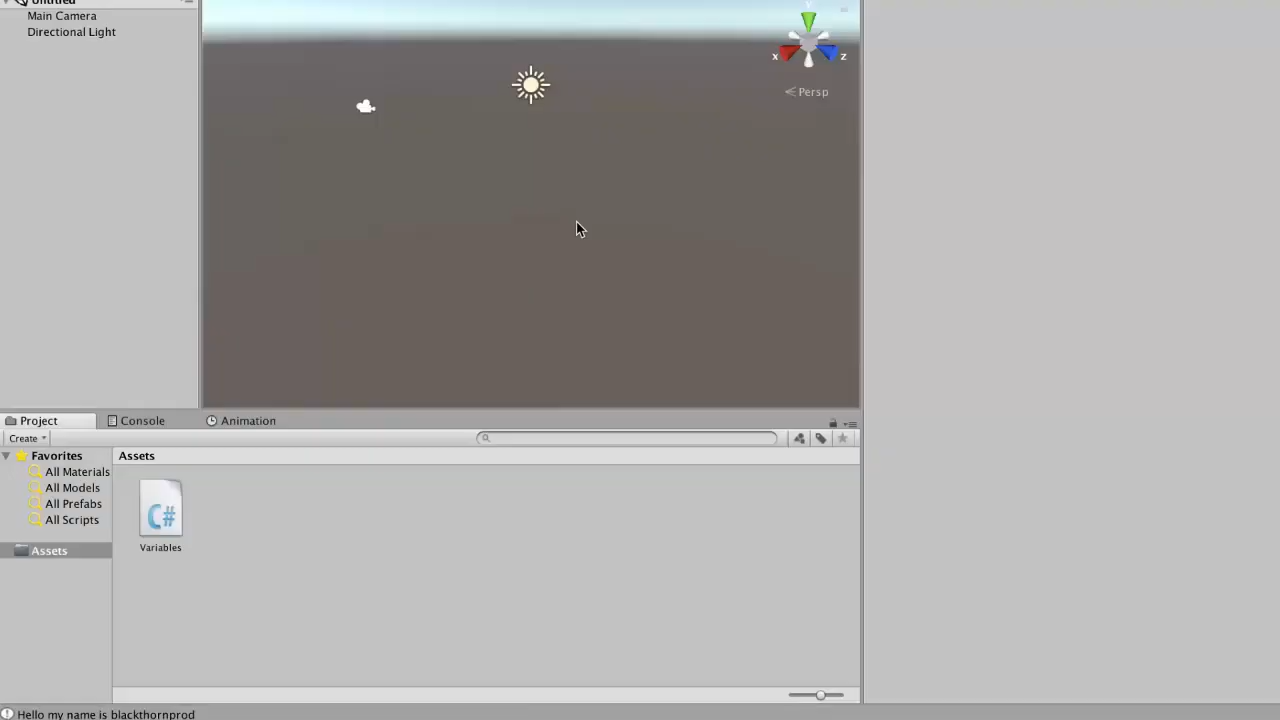 Untitled
Main Camera
Directional Light
y
x
z
Persp
Project
Console
Animation
Create
Favorites
Assets
All Materials
All Models
All Prefabs
All Scripts
C#
Variables
Assets
Hello my name is blackthornprod